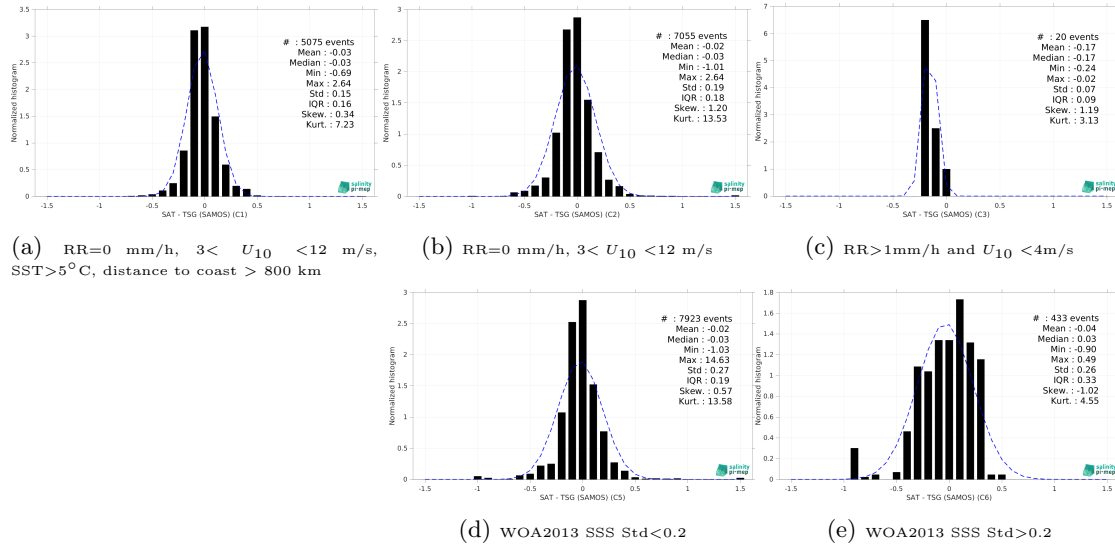 3.5
3
2.5
2
1.5
1
0.5
0
Normalized histogram
# : 5075 events
Mean : -0.03
Median : -0.03
Min : -0.69
Max : 2.64
Std : 0.15
IQR : 0.16
Skew. : 0.34
Kurt. : 7.23
salinity
pi-mep
-1.5 -1 -0.5 0 0.5 1 1.5
SAT - TSG (SAMOS) (C1)
(a) RR=0 mm/h, 3< U10 <12 m/s,
SST>5°C, distance to coast > 800 km
3
2.5
2
1.5
1
0.5
0
Normalized histogram
# : 7055 events
Mean : -0.02
Median : -0.03
Min : -1.01
Max : 2.64
Std : 0.19
IQR : 0.18
Skew. : 1.20
Kurt. : 13.53
salinity
pi-mep
-1.5 -1 -0.5 0 0.5 1 1.5
SAT - TSG (SAMOS) (C2)
(b) RR=0 mm/h, 3< U10 <12 m/s
7
6
5
4
3
2
1
0
Normalized histogram
# : 20 events
Mean : -0.17
Median : -0.17
Min : -0.24
Max : -0.02
Std : 0.07
IQR : 0.09
Skew. : 1.19
Kurt. : 3.13
salinity
pi-mep
-1.5 -1 -0.5 0 0.5 1 1.5
SAT - TSG (SAMOS) (C3)
(c) RR>1mm/h and U10 <4m/s
3
2.5
2
1.5
1
0.5
0
Normalized histogram
# : 7923 events
Mean : -0.02
Median : -0.03
Min : -1.03
Max : 14.63
Std : 0.27
IQR : 0.19
Skew. : 0.57
Kurt. : 13.58
salinity
pi-mep
-1.5 -1 -0.5 0 0.5 1 1.5
SAT - TSG (SAMOS) (C5)
(d) WOA2013 SSS Std<0.2
1.8
1.6
1.4
1.2
1
0.8
0.6
0.4
0.2
0
Normalized histogram
# : 433 events
Mean : -0.04
Median : 0.03
Min : -0.90
Max : 0.49
Std : 0.26
IQR : 0.33
Skew. : -1.02
Kurt. : 4.55
salinity
pi-mep
-1.5 -1 -0.5 0 0.5 1 1.5
SAT - TSG (SAMOS) (C6)
(e) WOA2013 SSS Std>0.2